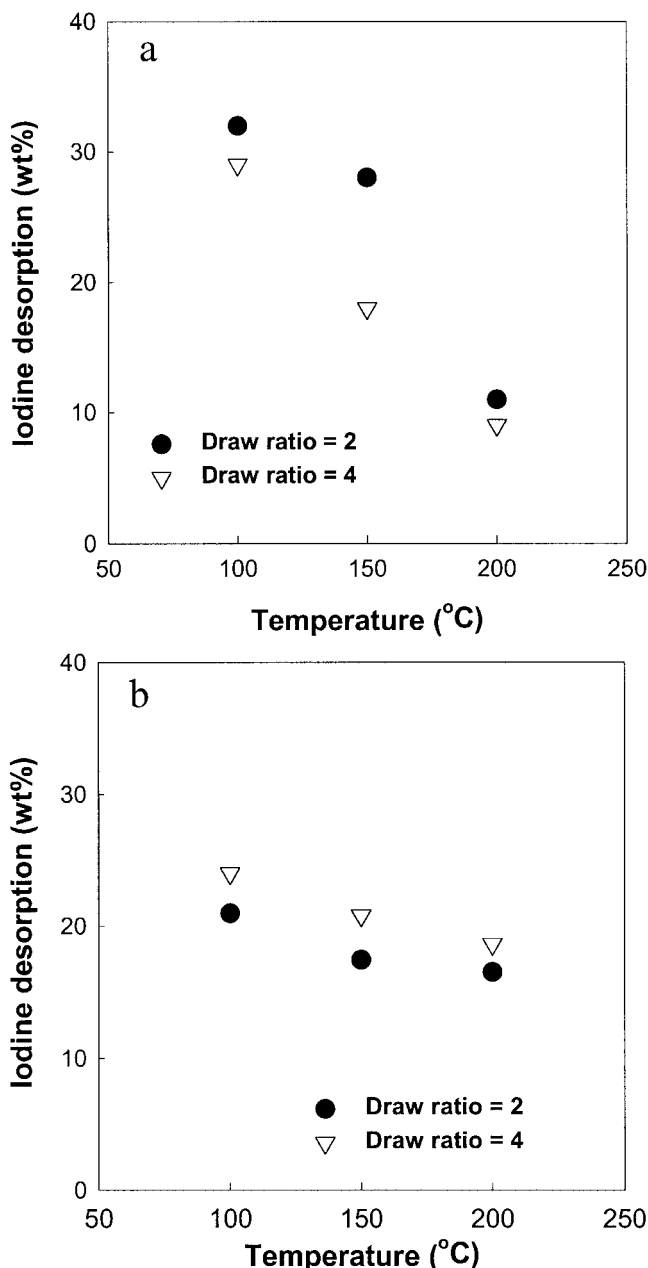 a
40
30
20
10
0
Iodine desorption (wt%)
Draw ratio = 2
Draw ratio = 4
50 100 150 200 250
Temperature (°C)
b
40
30
20
10
0
Iodine desorption (wt%)
Draw ratio = 2
Draw ratio = 4
50 100 150 200 250
Temperature (°C)